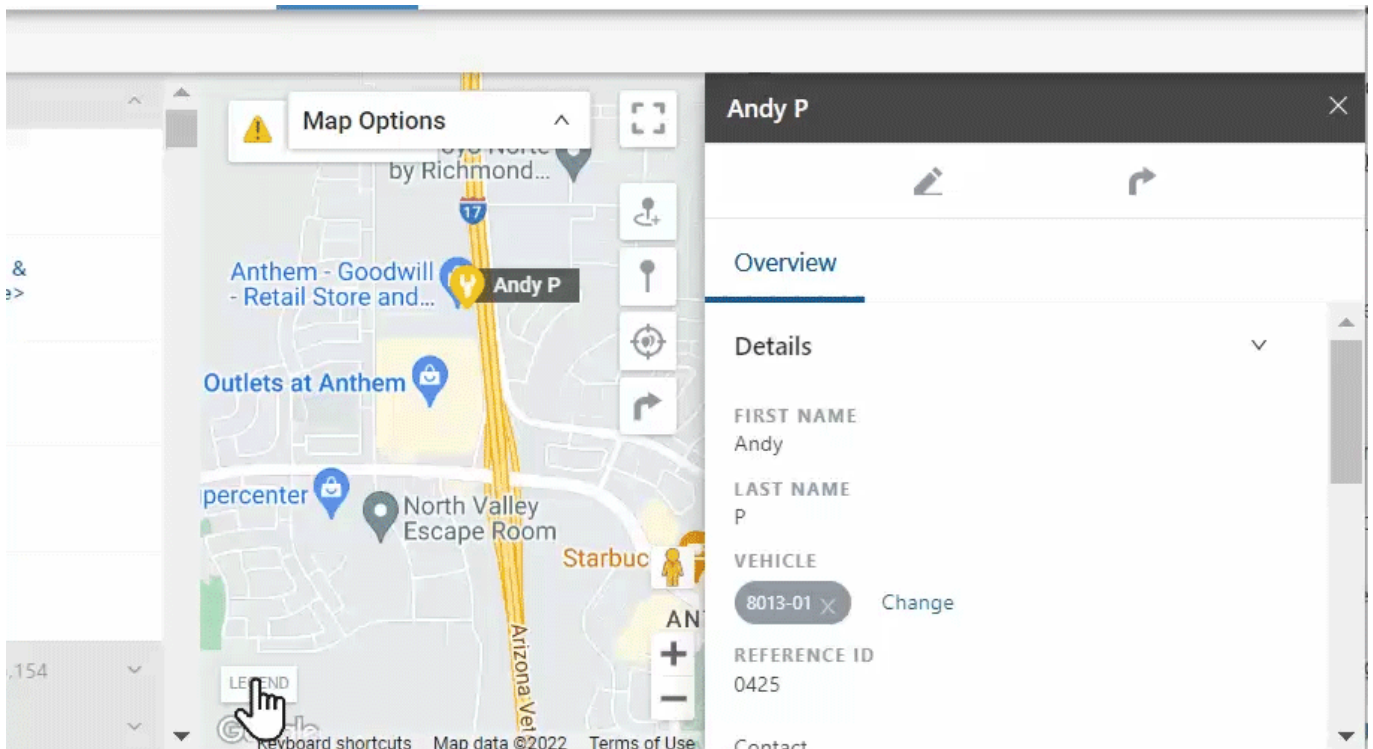 &
e>
,154
Map Options
by Richmond...
17
Anthem - Goodwill
- Retail Store and...
Andy P
Outlets at Anthem
percenter
North Valley
Escape Room
Starbuc
AN
Arizona Vet
LEGEND
Google
Keyboard shortcuts Map data ©2022 Terms of Use
Andy P
Overview
Details
FIRST NAME
Andy
LAST NAME
P
VEHICLE
8013-01 Change
REFERENCE ID
0425
Contact